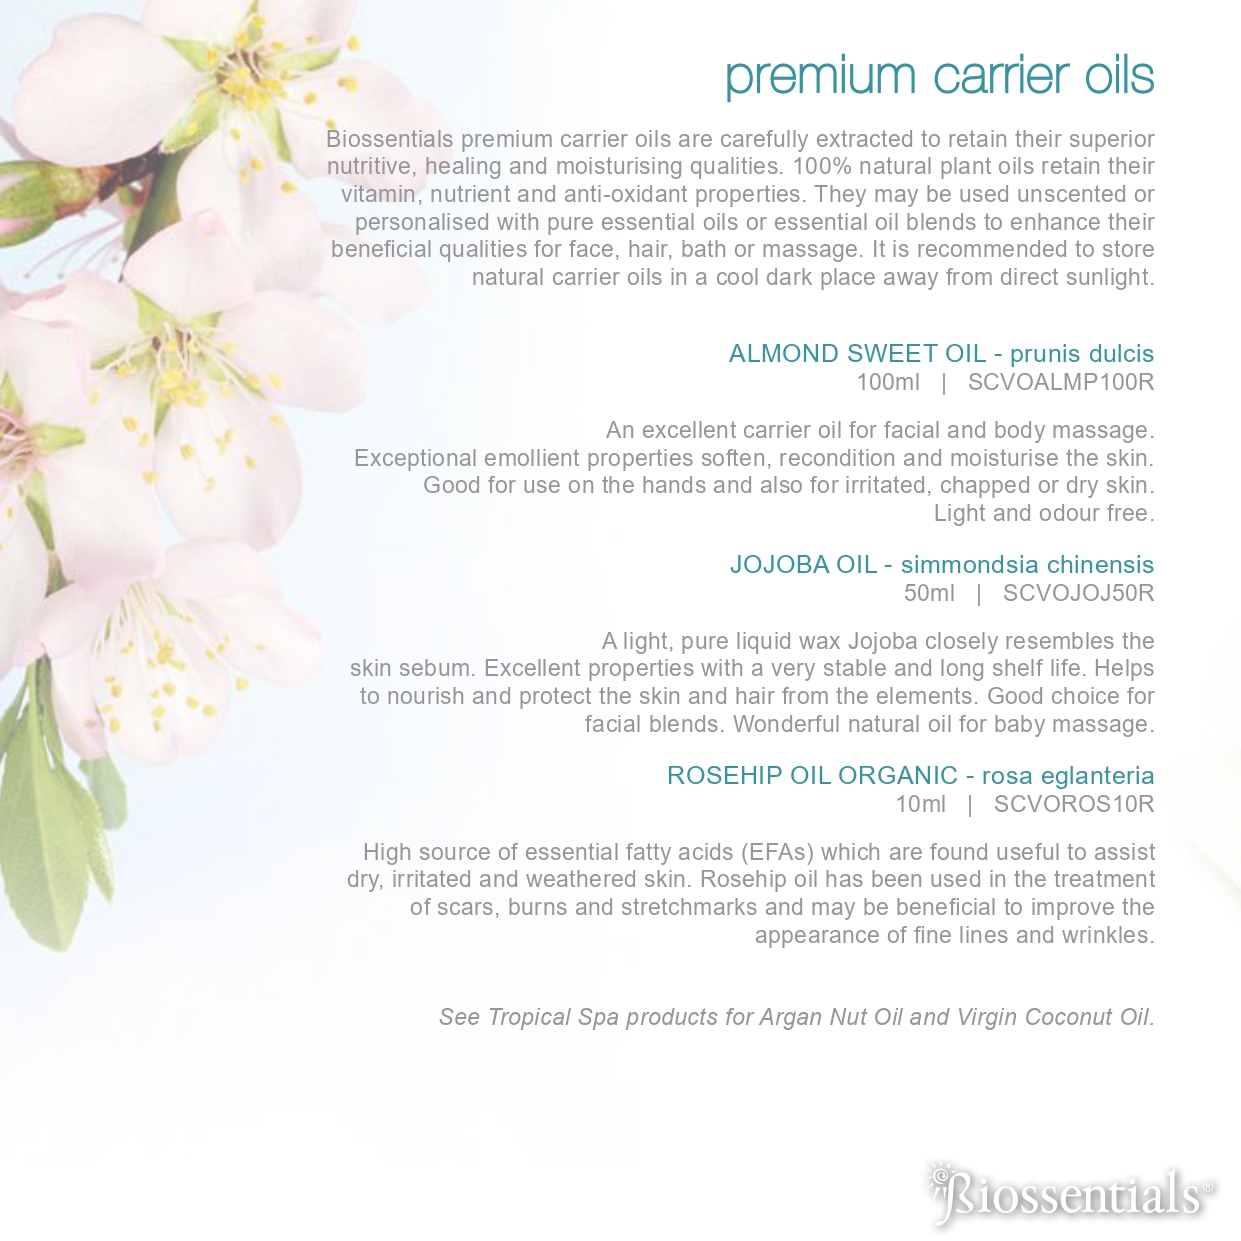 premium carrier oils
Biossentials premium carrier oils are carefully extracted to retain their superior
nutritive, healing and moisturising qualities. 100% natural plant oils retain their
vitamin, nutrient and anti-oxidant properties. They may be used unscented or
personalised with pure essential oils or essential oil blends to enhance their
beneficial qualities for face, hair, bath or massage. It is recommended to store
natural carrier oils in a cool dark place away from direct sunlight.
ALMOND SWEET OIL - prunis dulcis
100ml | SCVOALMP100R
An excellent carrier oil for facial and body massage.
Exceptional emollient properties soften, recondition and moisturise the skin.
Good for use on the hands and also for irritated, chapped or dry skin.
Light and odour free.
JOJOBA OIL - simmondsia chinensis
50ml | SCVOJOJ50R
A light, pure liquid wax Jojoba closely resembles the
skin sebum. Excellent properties with a very stable and long shelf life. Helps
to nourish and protect the skin and hair from the elements. Good choice for
facial blends. Wonderful natural oil for baby massage.
ROSEHIP OIL ORGANIC - rosa eglanteria
10ml | SCVOROS10R
High source of essential fatty acids (EFAs) which are found useful to assist
dry, irritated and weathered skin. Rosehip oil has been used in the treatment
of scars, burns and stretchmarks and may be beneficial to improve the
appearance of fine lines and wrinkles.
See Tropical Spa products for Argan Nut Oil and Virgin Coconut Oil.
Biossentials®